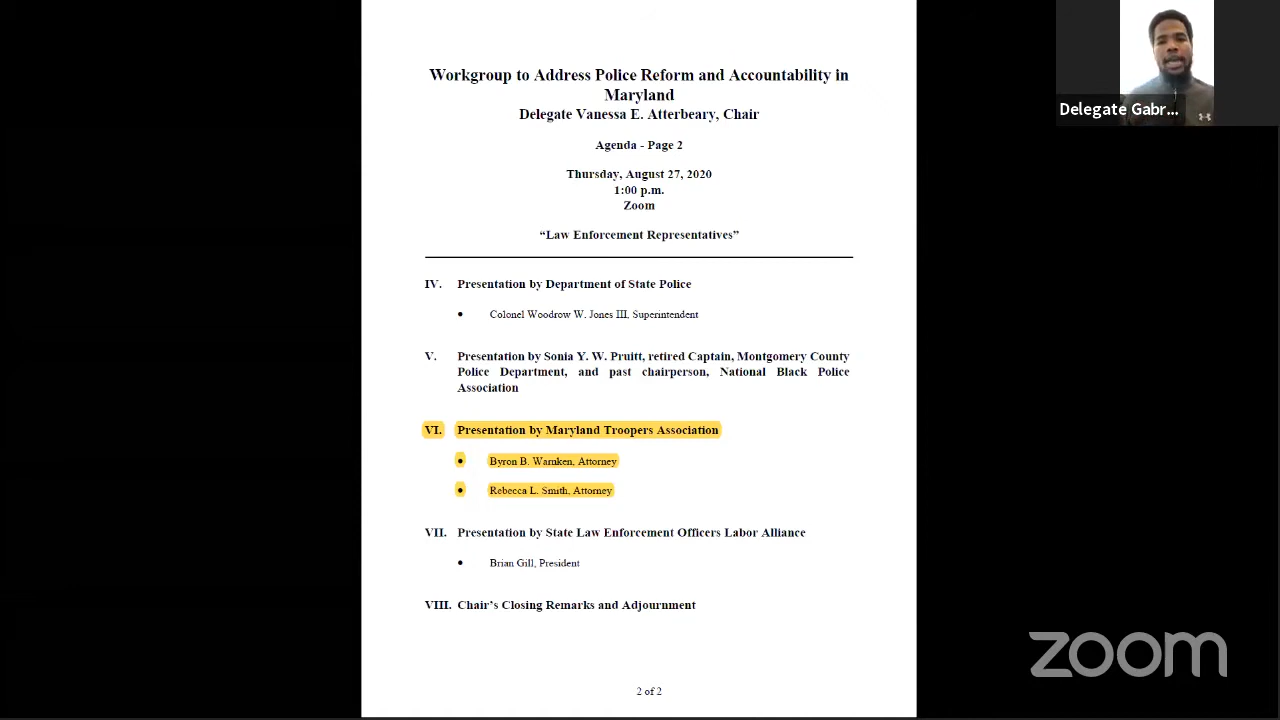 Workgroup to Address Police Reform and Accountability in
Maryland
Delegate Vanessa E. Atterbeary, Chair
Agenda - Page 2
Thursday, August 27, 2020
1:00 p.m.
Zoom
“Law Enforcement Representatives”
IV. Presentation by Department of State Police
• Colonel Woodrow W. Jones III, Superintendent
V. Presentation by Sonia Y. W. Pruitt, retired Captain, Montgomery County
Police Department, and past chairperson, National Black Police
Association
VI. Presentation by Maryland Troopers Association
• Byron B. Warnken, Attorney
• Rebecca L. Smith, Attorney
VII. Presentation by State Law Enforcement Officers Labor Alliance
• Brian Gill, President
VIII. Chair’s Closing Remarks and Adjournment
2 of 2
Delegate Gabr...
zoom